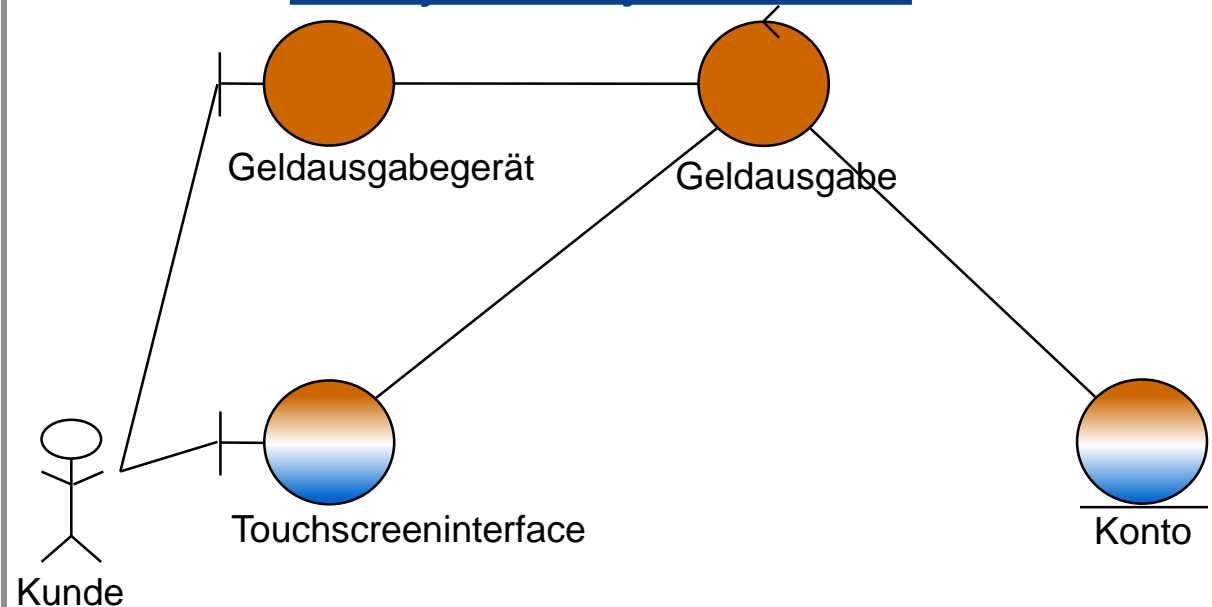 Geldausgabegerät
Geldausgabe
Touchscreeninterface
Konto
Kunde